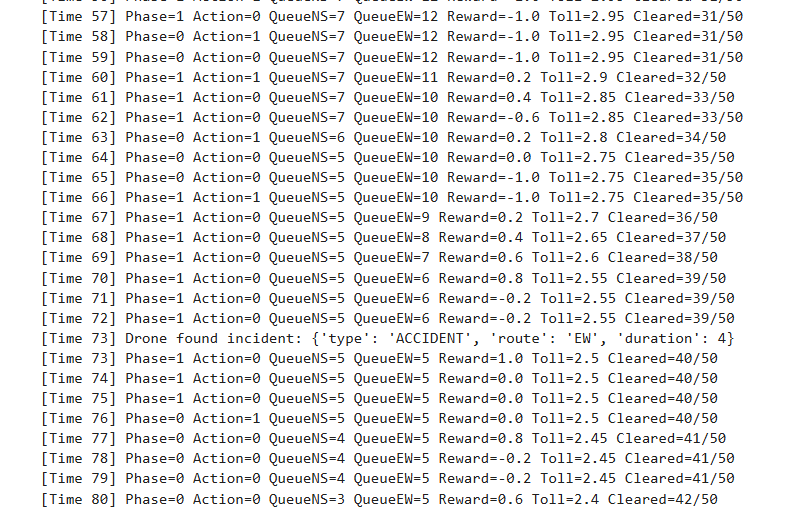 [Time 57] Phase=1 Action=0 QueueNS=7 QueueEW=12 Reward=-1.0 Toll=2.95 Cleared=31/50
[Time 58] Phase=0 Action=1 QueueNS=7 QueueEW=12 Reward=-1.0 Toll=2.95 Cleared=31/50
[Time 59] Phase=0 Action=0 QueueNS=7 QueueEW=12 Reward=-1.0 Toll=2.95 Cleared=31/50
[Time 60] Phase=1 Action=1 QueueNS=7 QueueEW=11 Reward=0.2 Toll=2.9 Cleared=32/50
[Time 61] Phase=1 Action=0 QueueNS=7 QueueEW=10 Reward=0.4 Toll=2.85 Cleared=33/50
[Time 62] Phase=1 Action=0 QueueNS=7 QueueEW=10 Reward=-0.6 Toll=2.85 Cleared=33/50
[Time 63] Phase=0 Action=1 QueueNS=6 QueueEW=10 Reward=0.2 Toll=2.8 Cleared=34/50
[Time 64] Phase=0 Action=0 QueueNS=5 QueueEW=10 Reward=0.0 Toll=2.75 Cleared=35/50
[Time 65] Phase=0 Action=0 QueueNS=5 QueueEW=10 Reward=-1.0 Toll=2.75 Cleared=35/50
[Time 66] Phase=1 Action=1 QueueNS=5 QueueEW=10 Reward=-1.0 Toll=2.75 Cleared=35/50
[Time 67] Phase=1 Action=0 QueueNS=5 QueueEW=9 Reward=0.2 Toll=2.7 Cleared=36/50
[Time 68] Phase=1 Action=0 QueueNS=5 QueueEW=8 Reward=0.4 Toll=2.65 Cleared=37/50
[Time 69] Phase=1 Action=0 QueueNS=5 QueueEW=7 Reward=0.6 Toll=2.6 Cleared=38/50
[Time 70] Phase=1 Action=0 QueueNS=5 QueueEW=6 Reward=0.8 Toll=2.55 Cleared=39/50
[Time 71] Phase=1 Action=0 QueueNS=5 QueueEW=6 Reward=-0.2 Toll=2.55 Cleared=39/50
[Time 72] Phase=1 Action=0 QueueNS=5 QueueEW=6 Reward=-0.2 Toll=2.55 Cleared=39/50
[Time 73] Drone found incident: {'type': 'ACCIDENT', 'route': 'EW', 'duration': 4}
[Time 73] Phase=1 Action=0 QueueNS=5 QueueEW=5 Reward=1.0 Toll=2.5 Cleared=40/50
[Time 74] Phase=1 Action=0 QueueNS=5 QueueEW=5 Reward=0.0 Toll=2.5 Cleared=40/50
[Time 75] Phase=1 Action=0 QueueNS=5 QueueEW=5 Reward=0.0 Toll=2.5 Cleared=40/50
[Time 76] Phase=0 Action=1 QueueNS=5 QueueEW=5 Reward=0.0 Toll=2.5 Cleared=40/50
[Time 77] Phase=0 Action=0 QueueNS=4 QueueEW=5 Reward=0.8 Toll=2.45 Cleared=41/50
[Time 78] Phase=0 Action=0 QueueNS=4 QueueEW=5 Reward=-0.2 Toll=2.45 Cleared=41/50
[Time 79] Phase=0 Action=0 QueueNS=4 QueueEW=5 Reward=-0.2 Toll=2.45 Cleared=41/50
[Time 80] Phase=0 Action=0 QueueNS=3 QueueEW=5 Reward=0.6 Toll=2.4 Cleared=42/50